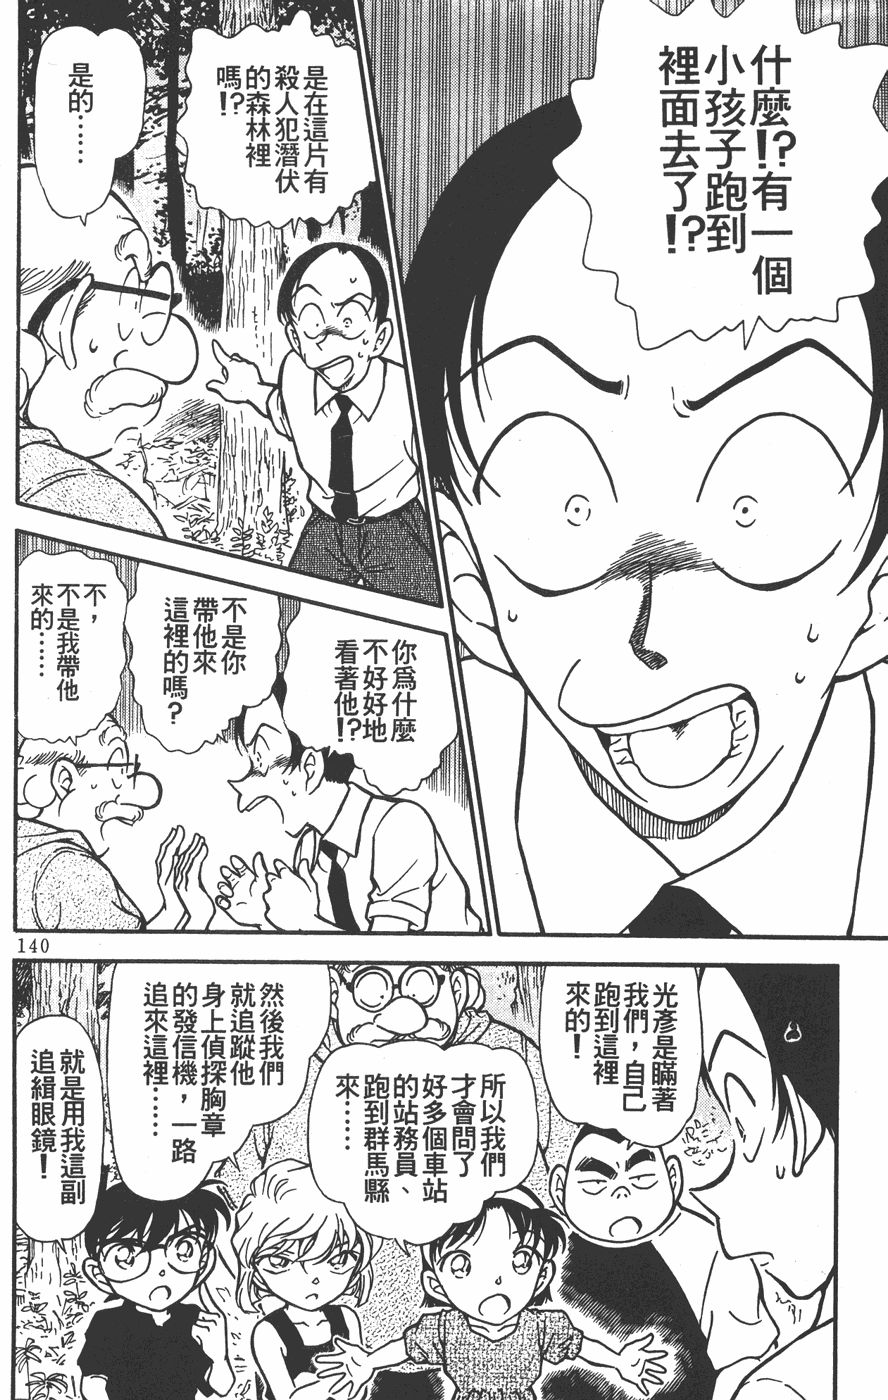 什麼!?有一個
小孩子跑到
裡面去了!?
是在這片有
殺人犯潛伏
的森林裡
嗎!?
是的……
你為什麼
不好好地
看著他!?
不是你
帶他來
這裡的嗎？
不，
不是我帶他
來的……
140
光彥是瞞著
我們，自己
跑到這裡
來的！
所以我們
才會問了
好多個車站
的站務員、
跑到群馬縣
來……
然後我們
就追蹤他
身上偵探胸章
的發信機，一路
追來這裡……
就是用我這副
追緝眼鏡！